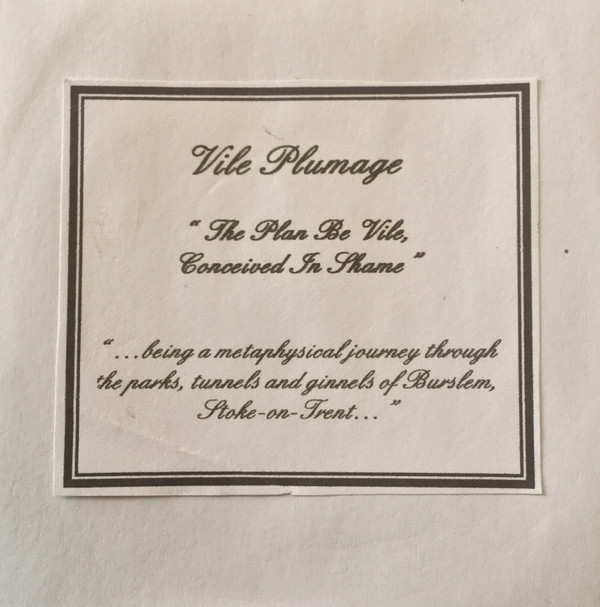 Vile Plumage
“ The Plan Be Vile,
Conceived In Shame ”
“ ...being a metaphysical journey through
the parks, tunnels and ginnels of Burslem,
Stoke-on-Trent... ”